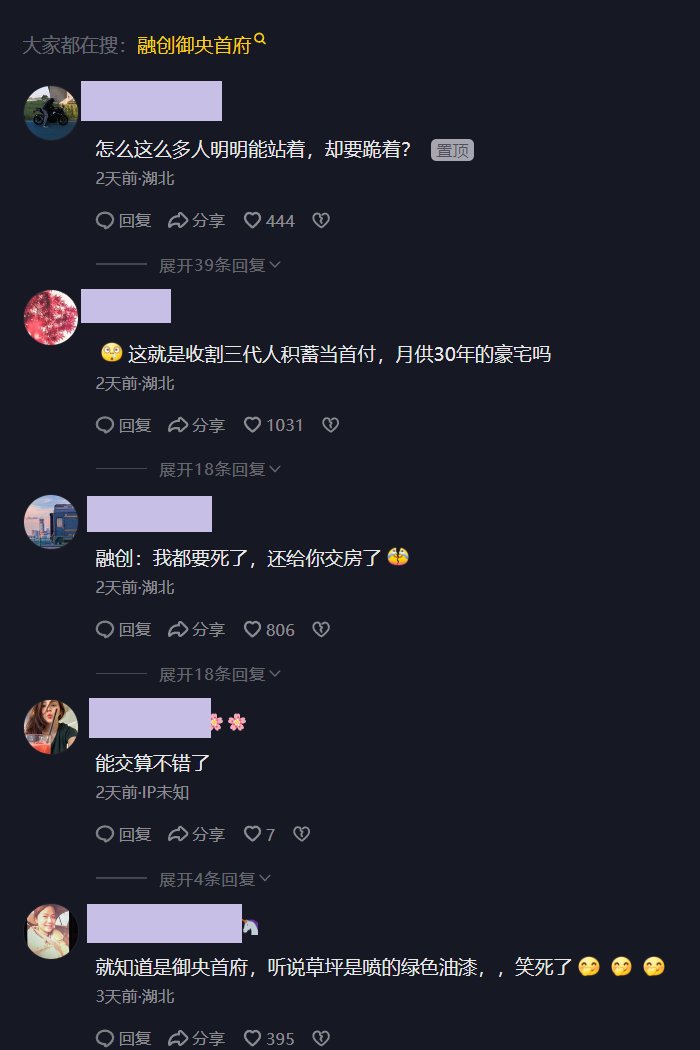 大家都在搜：融创御央首府
怎么这么多人明明能站着，却要跪着？ 置顶
2天前·湖北
回复 分享 444
展开39条回复
这就是收割三代人积蓄当首付，月供30年的豪宅吗
2天前·湖北
回复 分享 1031
展开18条回复
融创：我都要死了，还给你交房了
2天前·湖北
回复 分享 806
展开18条回复
能交算不错了
2天前·IP未知
回复 分享 7
展开4条回复
就知道是御央首府，听说草坪是喷的绿色油漆，，笑死了
3天前·湖北
回复 分享 395